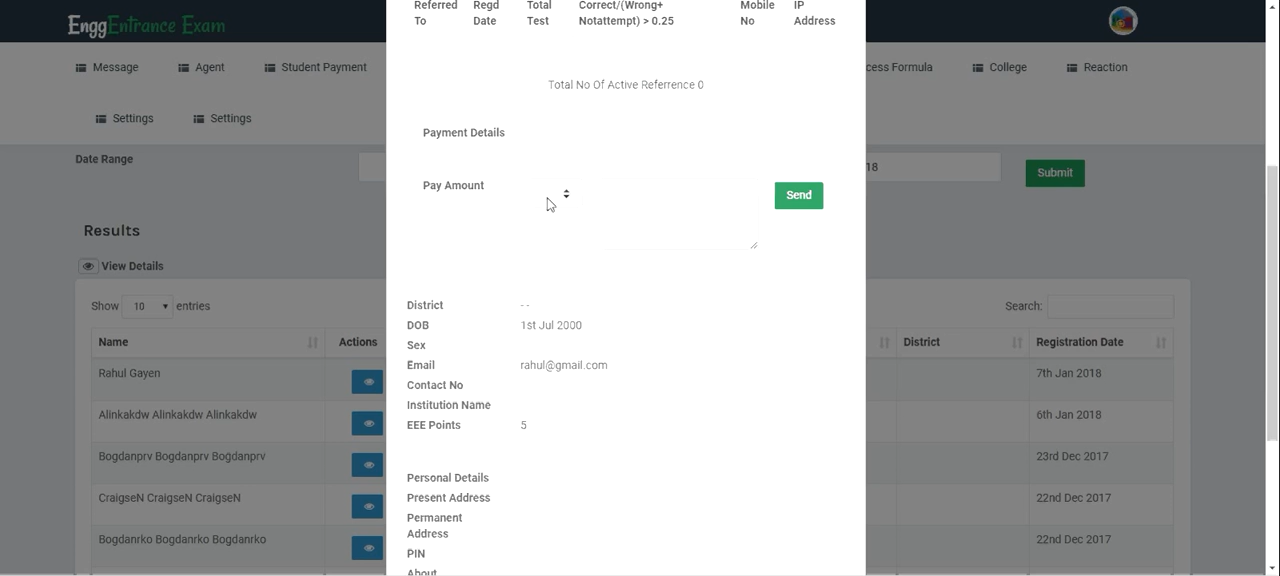 Referred To
Regd Date
Total Test
Correct/(Wrong+ Notattempt) > 0.25
Mobile No
IP Address
EnggEntrance Exam
Message
Agent
Student Payment
cess Formula
College
Reaction
Settings
Settings
Total No Of Active Referrence 0
Payment Details
Date Range
18
Submit
Pay Amount
Send
Results
View Details
Show 10 entries
Search:
Name
Actions
District
Registration Date
Rahul Gayen
7th Jan 2018
Alinkakdw Alinkakdw Alinkakdw
6th Jan 2018
Bogdanprv Bogdanprv Bogdanprv
23rd Dec 2017
CraigseN CraigseN CraigseN
22nd Dec 2017
Bogdanrko Bogdanrko Bogdanrko
22nd Dec 2017
District - -
DOB 1st Jul 2000
Sex
Email rahul@gmail.com
Contact No
Institution Name
EEE Points 5
Personal Details
Present Address
Permanent
Address
PIN
About